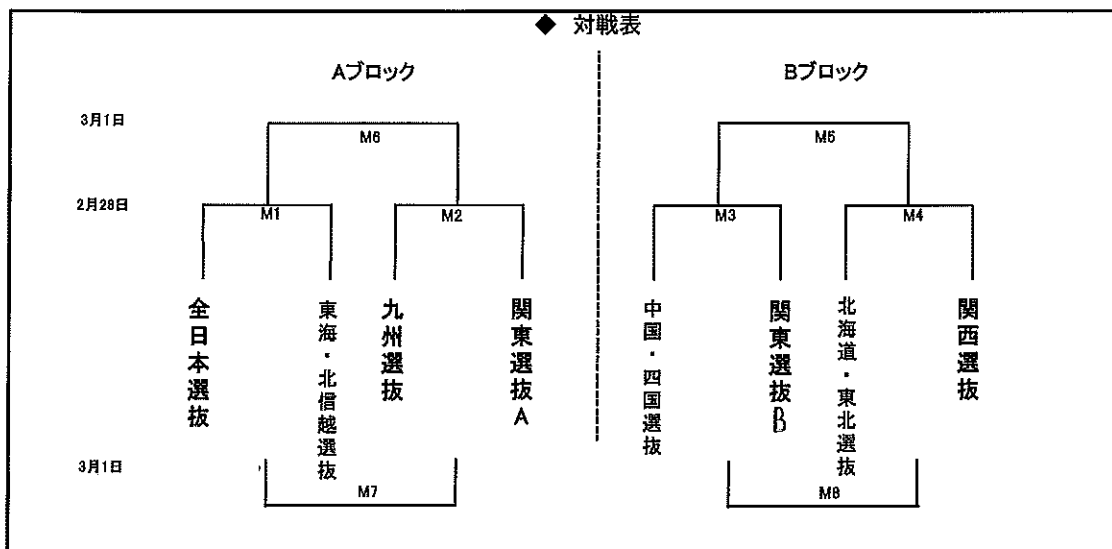 ◆ 対戦表
Aブロック
Bブロック
3月1日
M6
M5
2月28日
M1
M2
M3
M4
全日本選抜
東海・北信越選抜
九州選抜
関東選抜A
中国・四国選抜
関東選抜B
北海道・東北選抜
関西選抜
3月1日
M7
M8